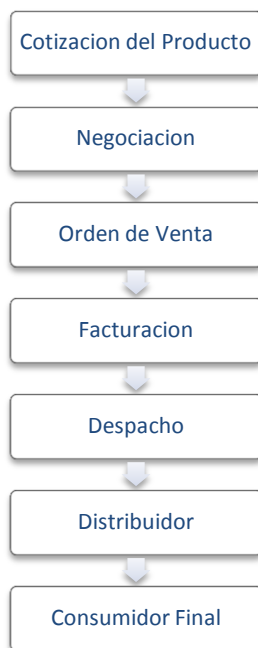 Cotizacion del Producto
Negociacion
Orden de Venta
Facturacion
Despacho
Distribuidor
Consumidor Final